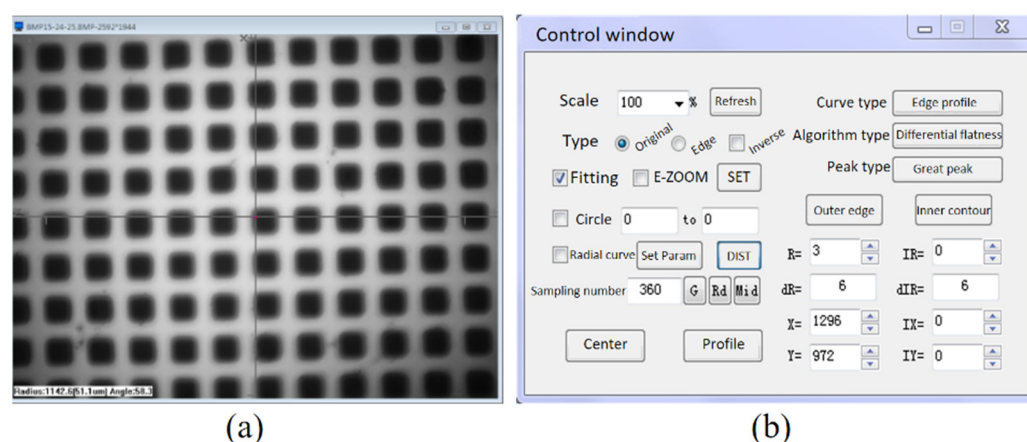 BMP15-24-25.BMP-2592*1944
Radius:1142.6(51.1um) Angle:58.3
(a)
Control window
Scale 100 % Refresh
Curve type Edge profile
Type Original Edge Inverse
Algorithm type Differential flatness
Peak type Great peak
Fitting E-ZOOM SET
Outer edge Inner contour
Circle 0 to 0
Radial curve Set Param DIST
R= 3 IR= 0
Sampling number 360 G Rd Mid
dR= 6 dIR= 6
X= 1296 IX= 0
Center Profile
Y= 972 IY= 0
(b)